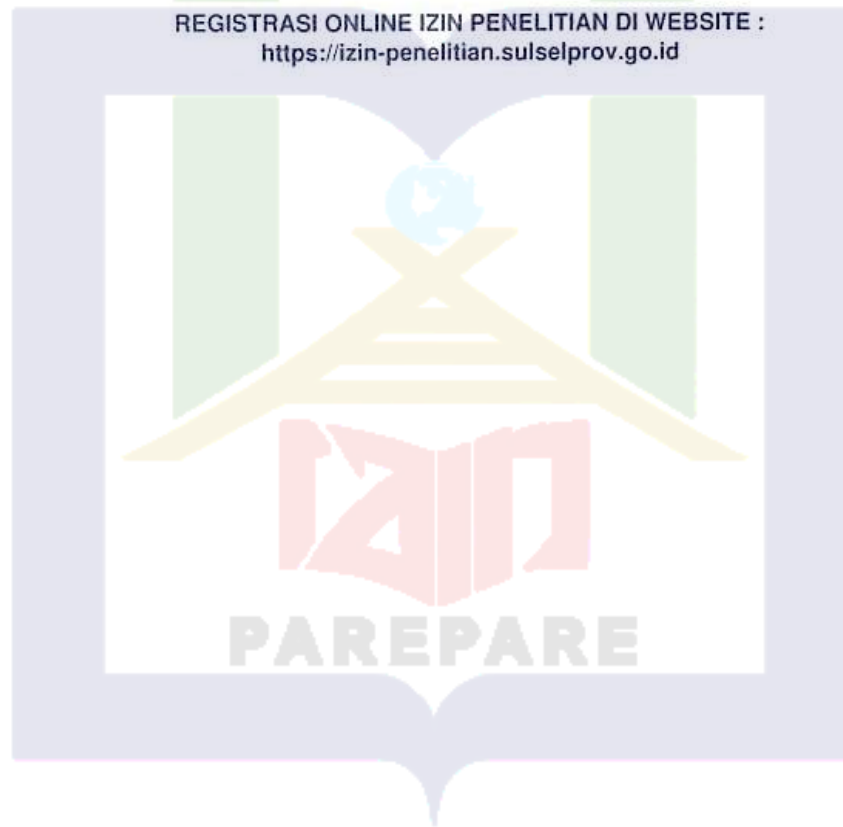 REGISTRASI ONLINE IZIN PENELITIAN DI WEBSITE :
https://izin-penelitian.sulselprov.go.id
iain
PAREPARE